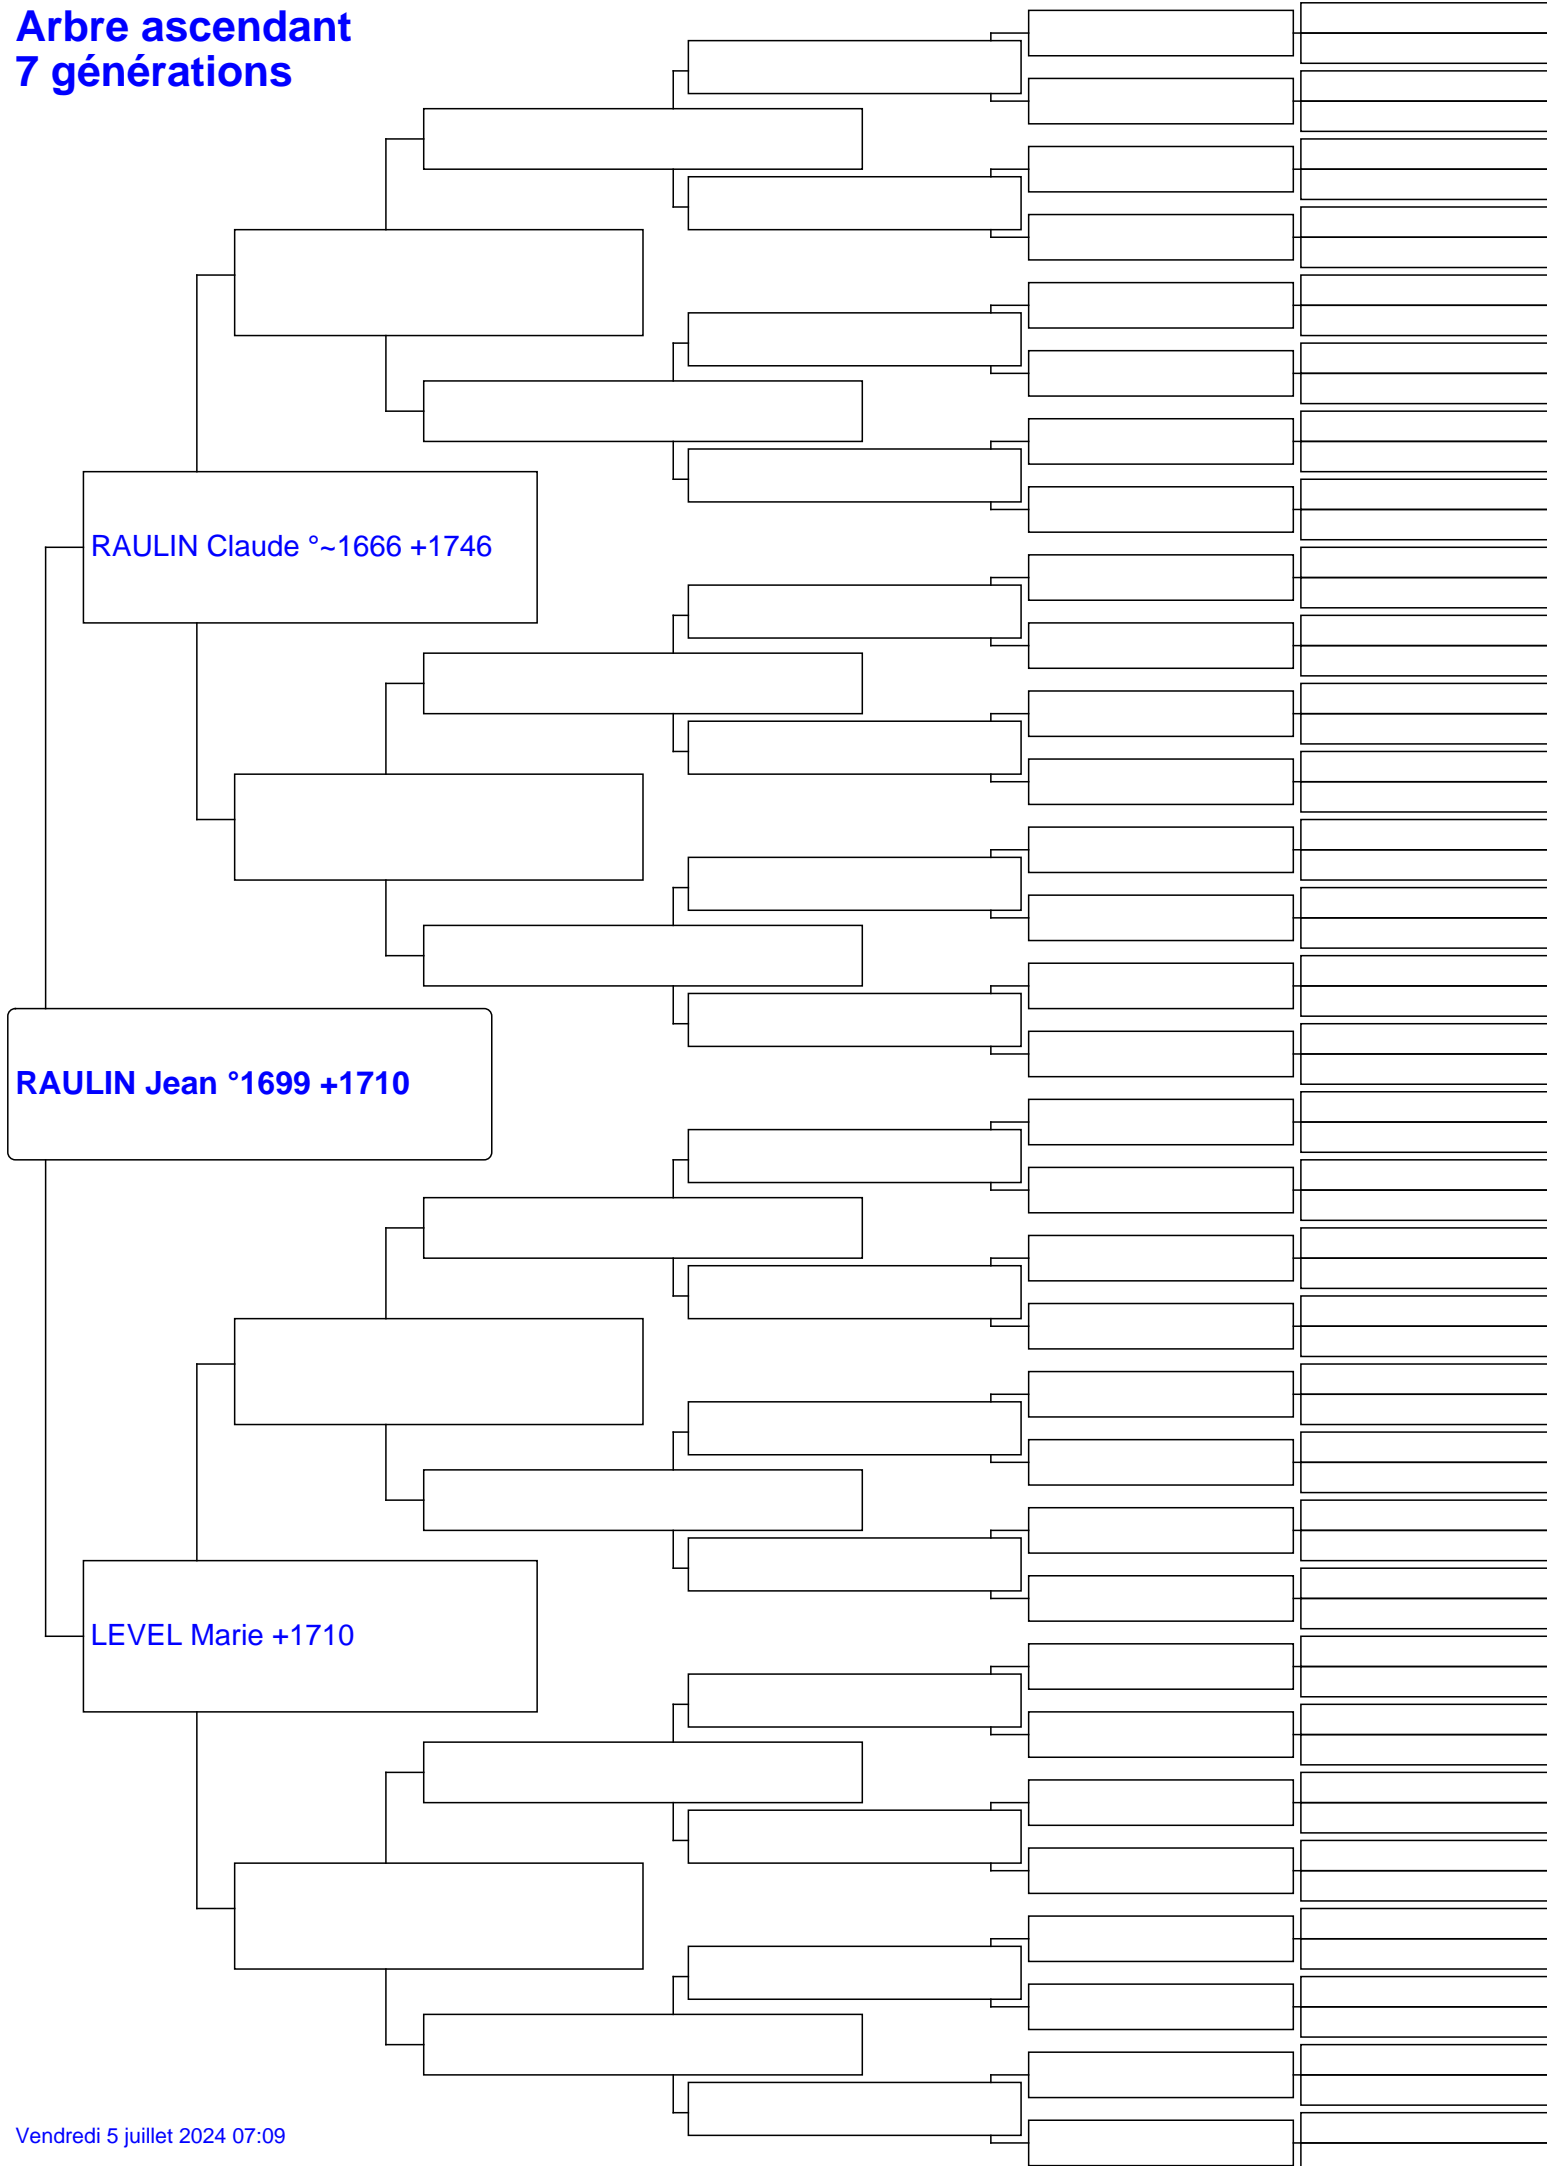 Arbre ascendant
7 générations
RAULIN Claude °~1666 +1746
RAULIN Jean °1699 +1710
LEVEL Marie +1710
Vendredi 5 juillet 2024 07:09